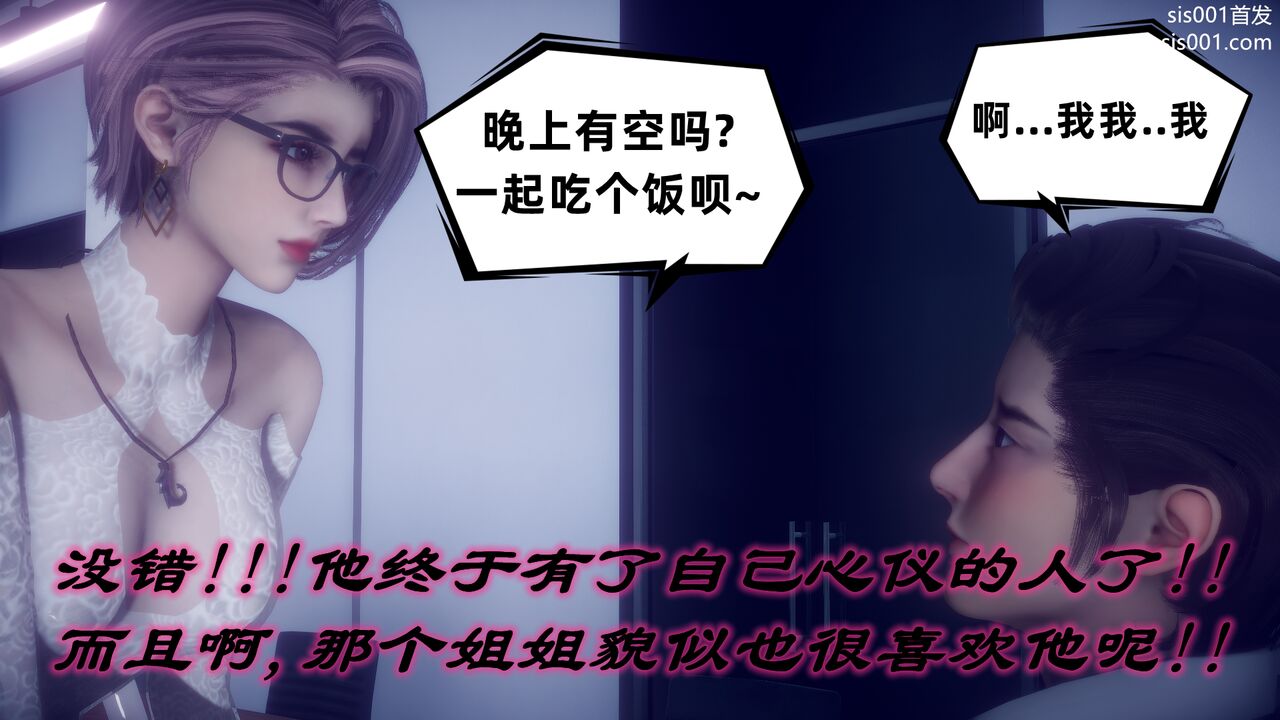 sis001首发
sis001.com
晚上有空吗?
一起吃个饭呗~
啊...我我..我
没错!!!他终于有了自己心仪的人了!!
而且啊,那个姐姐貌似也很喜欢他呢!!